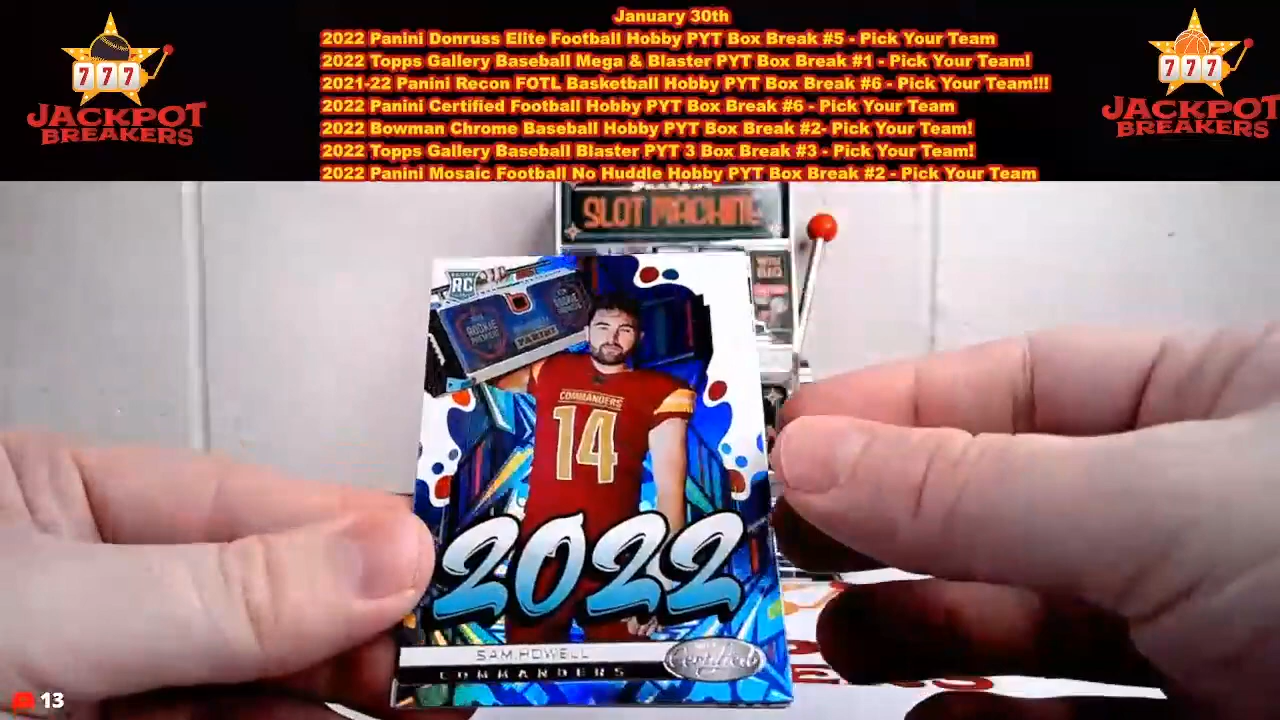 January 30th
2022 Panini Donruss Elite Football Hobby PYT Box Break #5 - Pick Your Team
2022 Topps Gallery Baseball Mega & Blaster PYT Box Break #1 - Pick Your Team!
2021-22 Panini Recon FOTL Basketball Hobby PYT Box Break #6 - Pick Your Team!!!
2022 Panini Certified Football Hobby PYT Box Break #6 - Pick Your Team
2022 Bowman Chrome Baseball Hobby PYT Box Break #2- Pick Your Team!
2022 Topps Gallery Baseball Blaster PYT 3 Box Break #3 - Pick Your Team!
2022 Panini Mosaic Football No Huddle Hobby PYT Box Break #2 - Pick Your Team
777
JACKPOT
BREAKERS
777
JACKPOT
BREAKERS
SLOT MACHINE
RC
ROOKIE
PREMIERE
PANINI
ROOKIE
PREMIERE
COMMANDERS
14
2022
SAM HOWELL
Certified
COMMANDERS
13